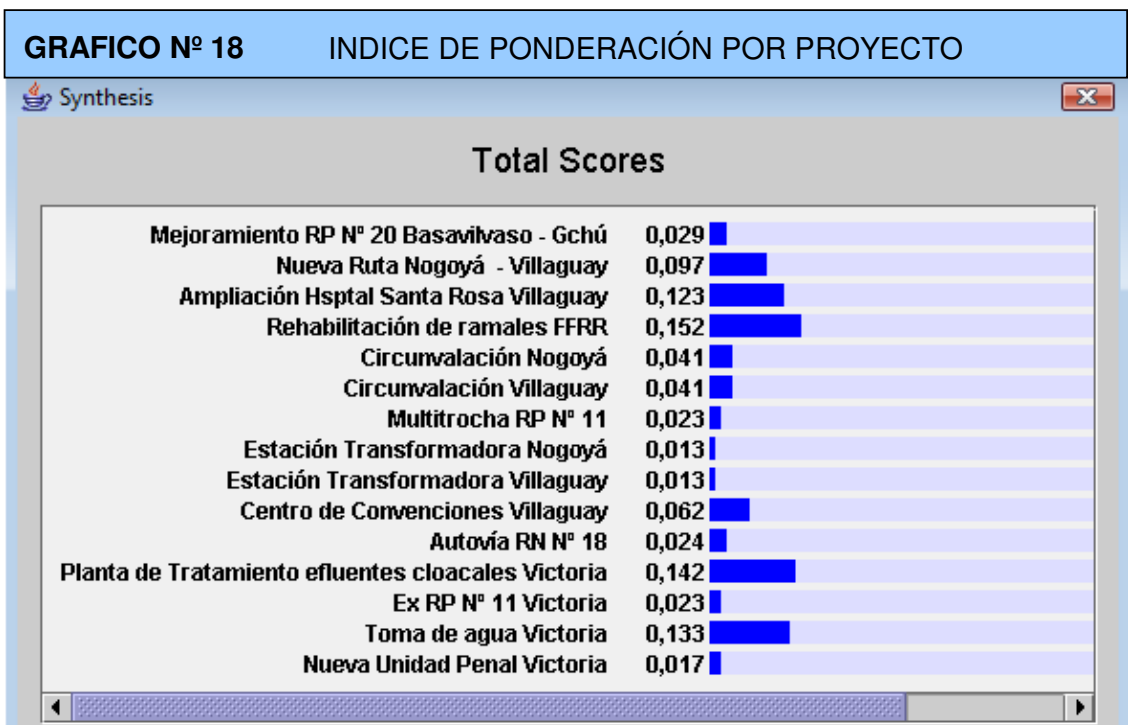 GRAFICO Nº 18 INDICE DE PONDERACIÓN POR PROYECTO
Synthesis
Total Scores
Mejoramiento RP Nº 20 Basavilvaso - Gchú 0,029
Nueva Ruta Nogoyá - Villaguay 0,097
Ampliación Hsptal Santa Rosa Villaguay 0,123
Rehabilitación de ramales FFRR 0,152
Circunvalación Nogoyá 0,041
Circunvalación Villaguay 0,041
Multitrocha RP Nº 11 0,023
Estación Transformadora Nogoyá 0,013
Estación Transformadora Villaguay 0,013
Centro de Convenciones Villaguay 0,062
Autovía RN Nº 18 0,024
Planta de Tratamiento efluentes cloacales Victoria 0,142
Ex RP Nº 11 Victoria 0,023
Toma de agua Victoria 0,133
Nueva Unidad Penal Victoria 0,017